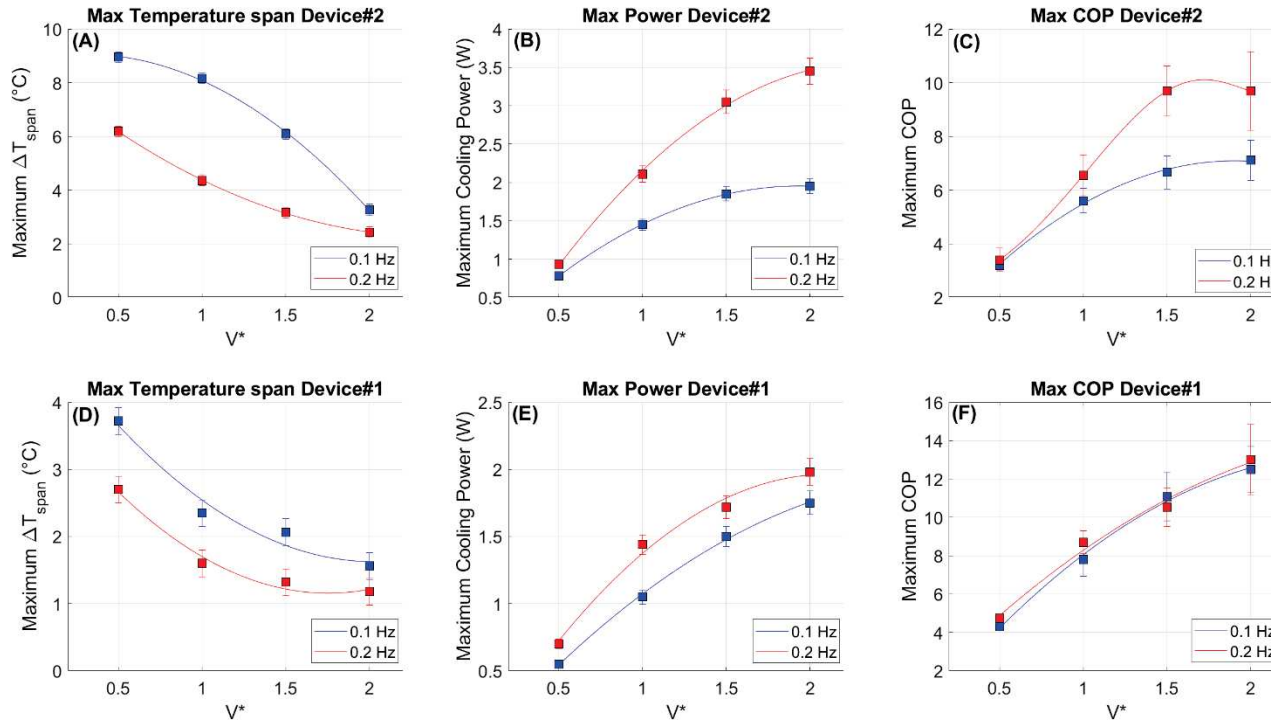 Max Temperature span Device#2
(A)
Maximum ΔT_span (°C)
10
8
6
4
2
0
0.5 1 1.5 2
V*
0.1 Hz
0.2 Hz
Max Power Device#2
(B)
Maximum Cooling Power (W)
4
3.5
3
2.5
2
1.5
1
0.5
0.5 1 1.5 2
V*
0.1 Hz
0.2 Hz
Max COP Device#2
(C)
Maximum COP
12
10
8
6
4
2
0.5 1 1.5 2
V*
0.1 H
0.2 H
Max Temperature span Device#1
(D)
Maximum ΔT_span (°C)
4
3
2
1
0
0.5 1 1.5 2
V*
0.1 Hz
0.2 Hz
Max Power Device#1
(E)
Maximum Cooling Power (W)
2.5
2
1.5
1
0.5
0.5 1 1.5 2
V*
0.1 Hz
0.2 Hz
Max COP Device#1
(F)
Maximum COP
16
14
12
10
8
6
4
2
0.5 1 1.5 2
V*
0.1 Hz
0.2 Hz